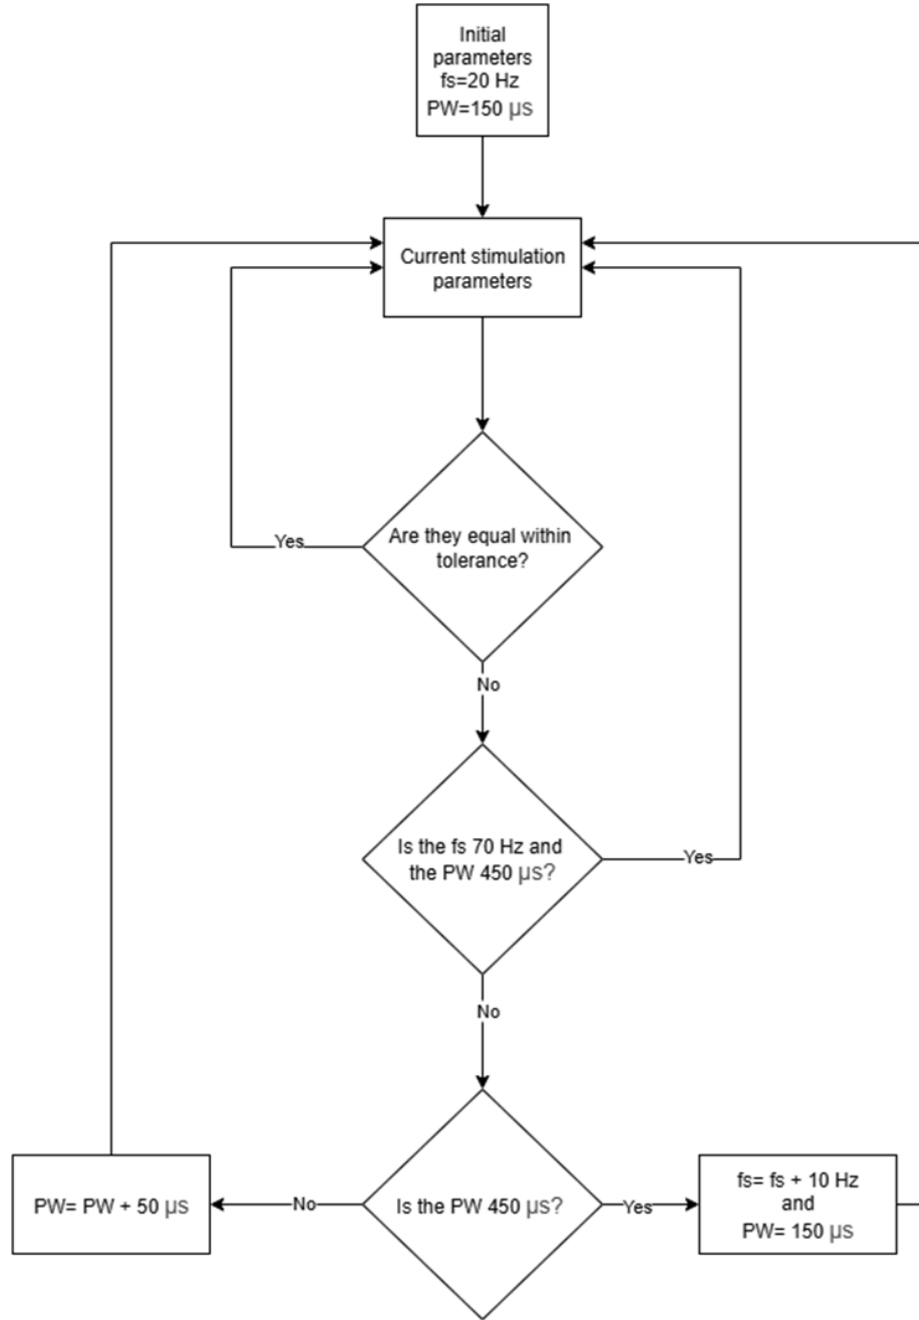 Initial
parameters
fs=20 Hz
PW=150 µs
Current stimulation
parameters
Are they equal within
tolerance?
Yes
No
Is the fs 70 Hz and
the PW 450 µs?
Yes
No
Is the PW 450 µs?
No
PW= PW + 50 µs
Yes
fs= fs + 10 Hz
and
PW= 150 µs